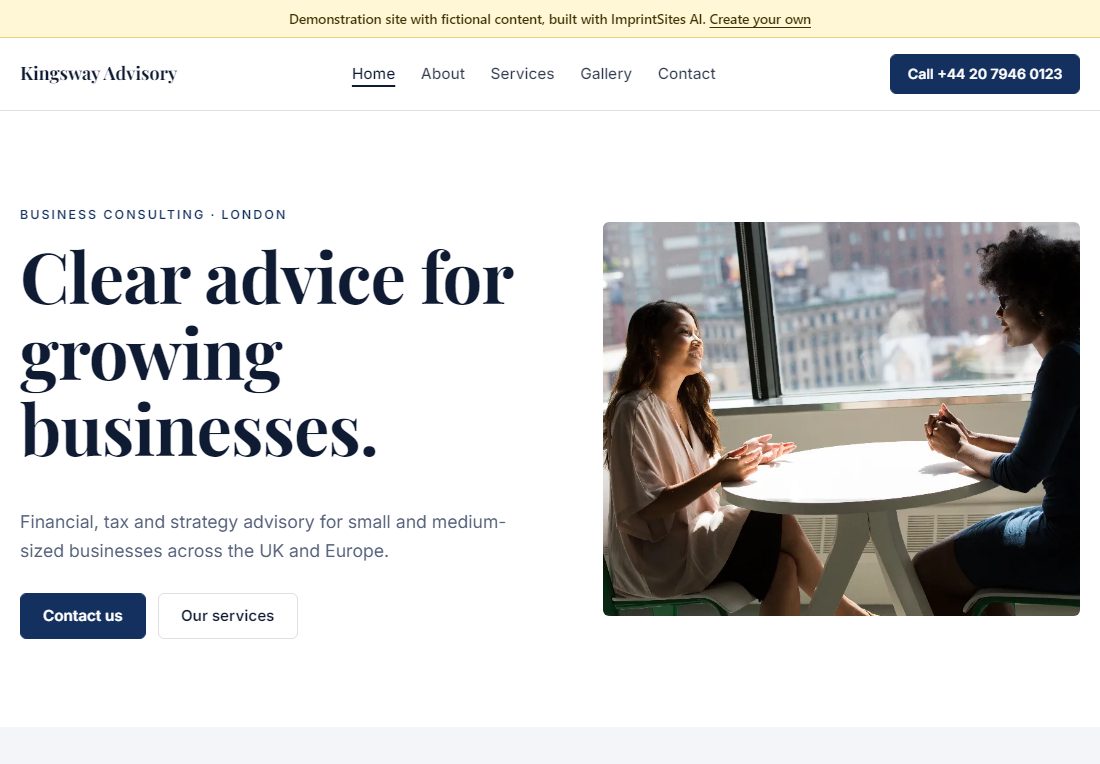 Demonstration site with fictional content, built with ImprintSites AI. Create your own
Kingsway Advisory
Home
About
Services
Gallery
Contact
Call +44 20 7946 0123
BUSINESS CONSULTING · LONDON
Clear advice for
growing
businesses.
Financial, tax and strategy advisory for small and medium-
sized businesses across the UK and Europe.
Contact us
Our services